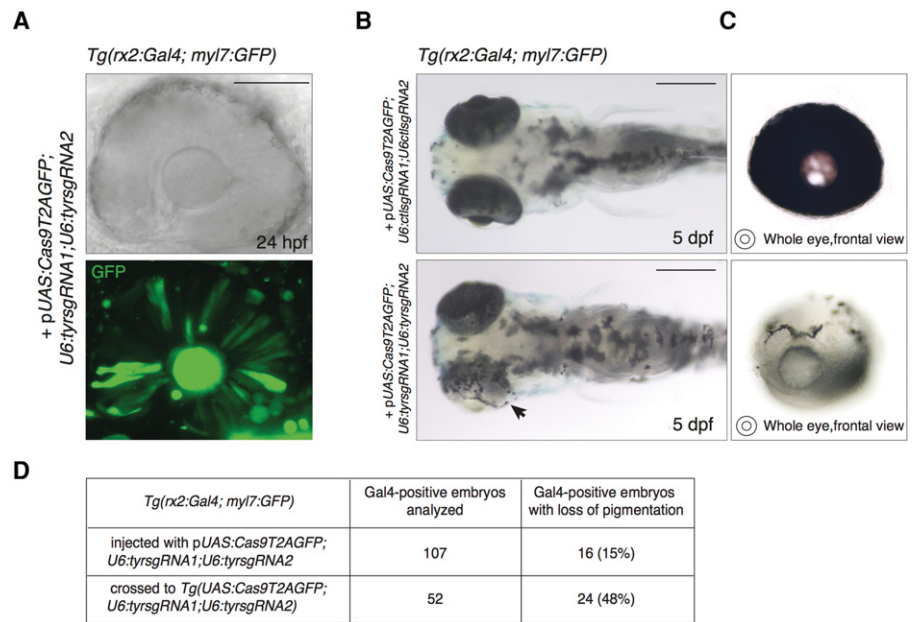 A
Tg(rx2:Gal4; myl7:GFP)
+ pUAS:Cas9T2AGFP;
U6:tyrsgRNA1;U6:tyrsgRNA2
24 hpf
GFP
B
Tg(rx2:Gal4; myl7:GFP)
+ pUAS:Cas9T2AGFP;
U6:ctlsgRNA1;U6ctlsgRNA2
5 dpf
+ pUAS:Cas9T2AGFP;
U6:tyrsgRNA1;U6:tyrsgRNA2
5 dpf
C
Whole eye,frontal view
Whole eye,frontal view
D
Tg(rx2:Gal4; myl7:GFP)
Gal4-positive embryos
analyzed
Gal4-positive embryos
with loss of pigmentation
injected with pUAS:Cas9T2AGFP;
U6:tyrsgRNA1;U6:tyrsgRNA2
107
16 (15%)
crossed to Tg(UAS:Cas9T2AGFP;
U6:tyrsgRNA1;U6:tyrsgRNA2)
52
24 (48%)